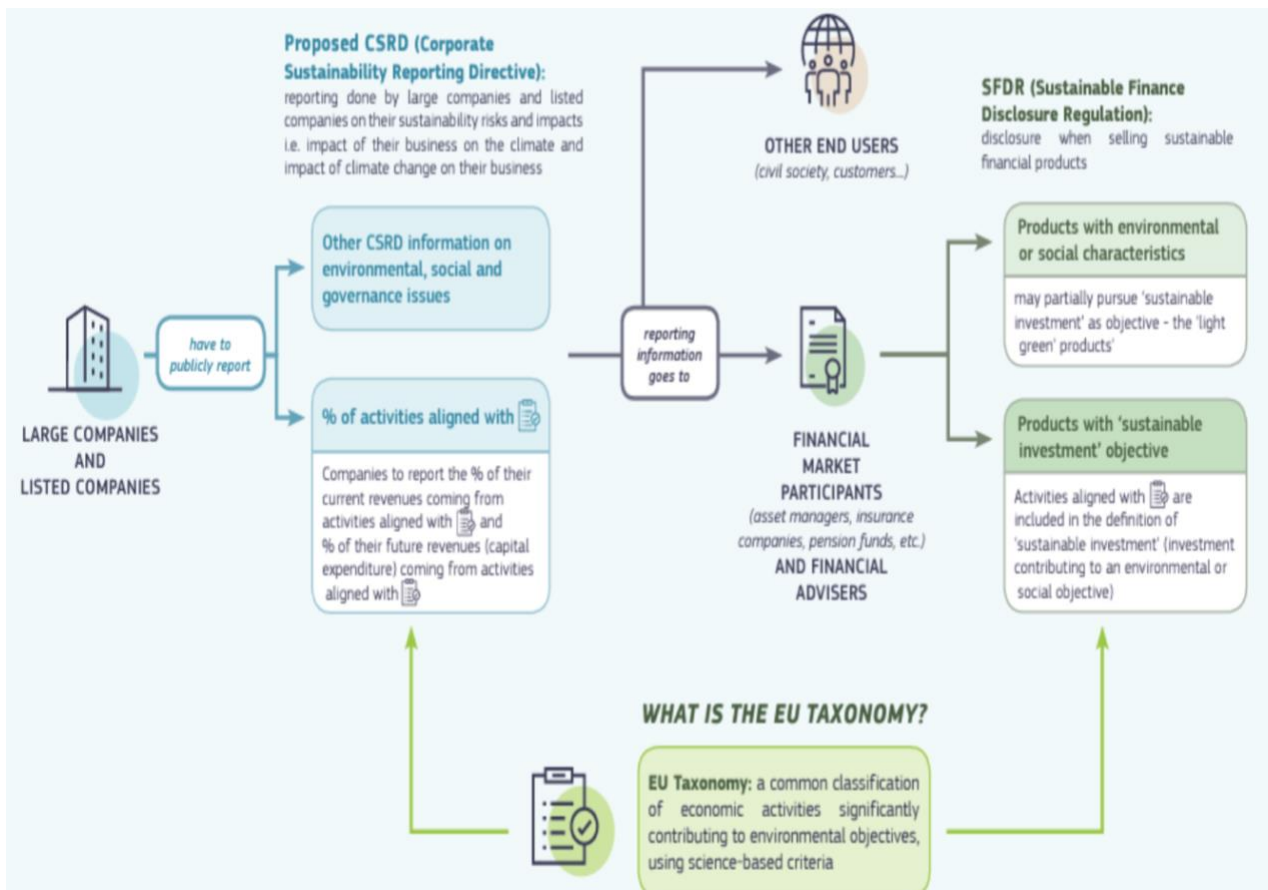 Proposed CSRD (Corporate
Sustainability Reporting Directive):
reporting done by large companies and listed
companies on their sustainability risks and impacts
i.e. impact of their business on the climate and
impact of climate change on their business
OTHER END USERS
(civil society, customers...)
SFDR (Sustainable Finance
Disclosure Regulation):
disclosure when selling sustainable
financial products
LARGE COMPANIES
AND
LISTED COMPANIES
have to
publicly report
Other CSRD information on
environmental, social and
governance issues
% of activities aligned with
Companies to report the % of their
current revenues coming from
activities aligned with and
% of their future revenues (capital
expenditure) coming from activities
aligned with
reporting
information
goes to
FINANCIAL
MARKET
PARTICIPANTS
(asset managers, insurance
companies, pension funds, etc.)
AND FINANCIAL
ADVISERS
Products with environmental
or social characteristics
may partially pursue 'sustainable
investment' as objective - the 'light
green' products'
Products with 'sustainable
investment' objective
Activities aligned with are
included in the definition of
'sustainable investment' (investment
contributing to an environmental or
social objective)
WHAT IS THE EU TAXONOMY?
EU Taxonomy: a common classification
of economic activities significantly
contributing to environmental objectives,
using science-based criteria